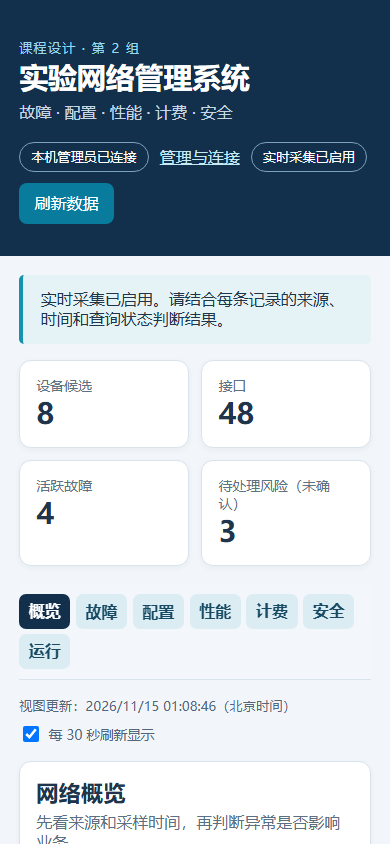 课程设计 · 第 2 组
实验网络管理系统
故障 · 配置 · 性能 · 计费 · 安全
本机管理员已连接 管理与连接 实时采集已启用
刷新数据
实时采集已启用。请结合每条记录的来源、
时间和查询状态判断结果。
设备候选
8
接口
48
活跃故障
4
待处理风险（未确
认）
3
概览 故障 配置 性能 计费 安全
运行
视图更新：2026/11/15 01:08:46（北京时间）
每 30 秒刷新显示
网络概览
先看来源和采样时间，再判断异常是否影响
业务。